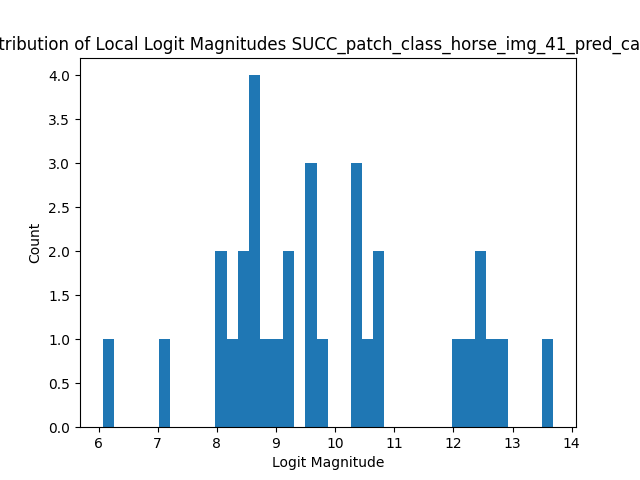 tribution of Local Logit Magnitudes SUCC_patch_class_horse_img_41_pred_ca
4.0
3.5
3.0
2.5
2.0
1.5
1.0
0.5
0.0
Count
6 7 8 9 10 11 12 13 14
Logit Magnitude